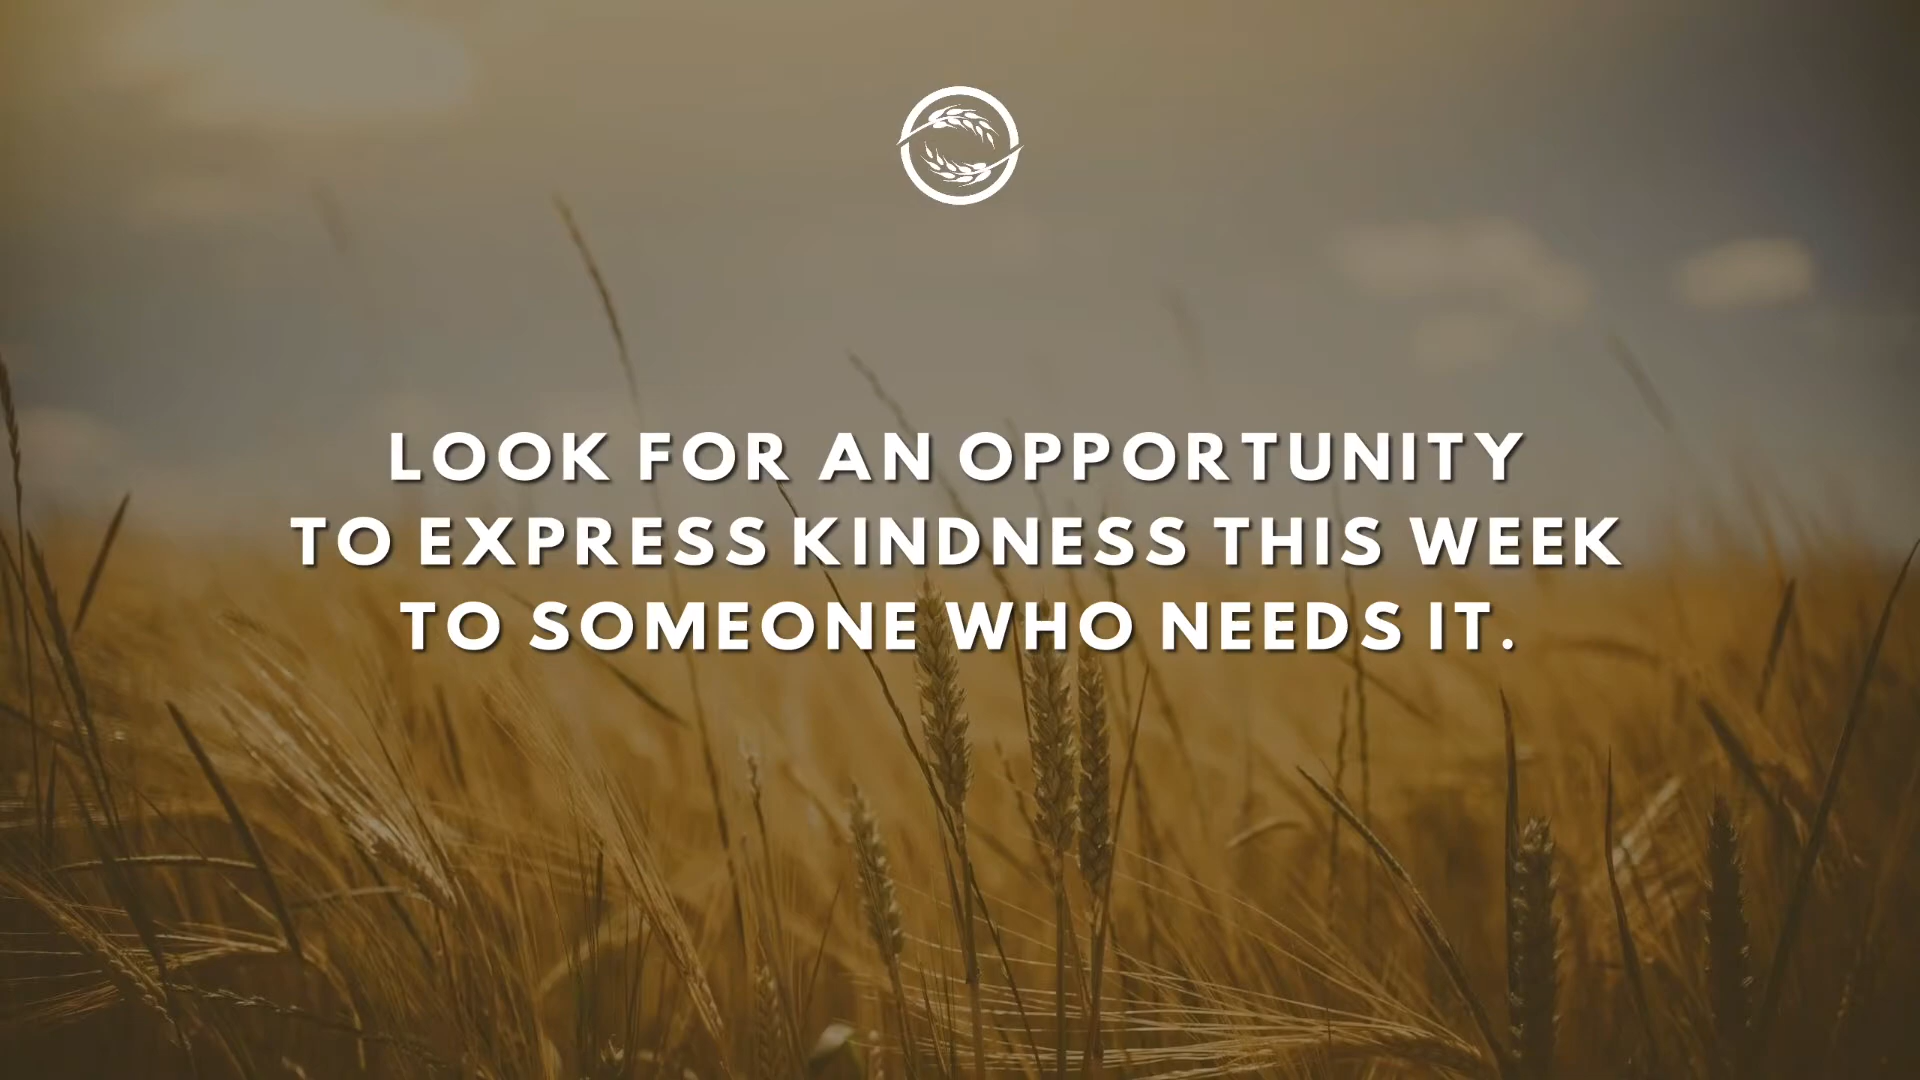 LOOK FOR AN OPPORTUNITY
TO EXPRESS KINDNESS THIS WEEK
TO SOMEONE WHO NEEDS IT.